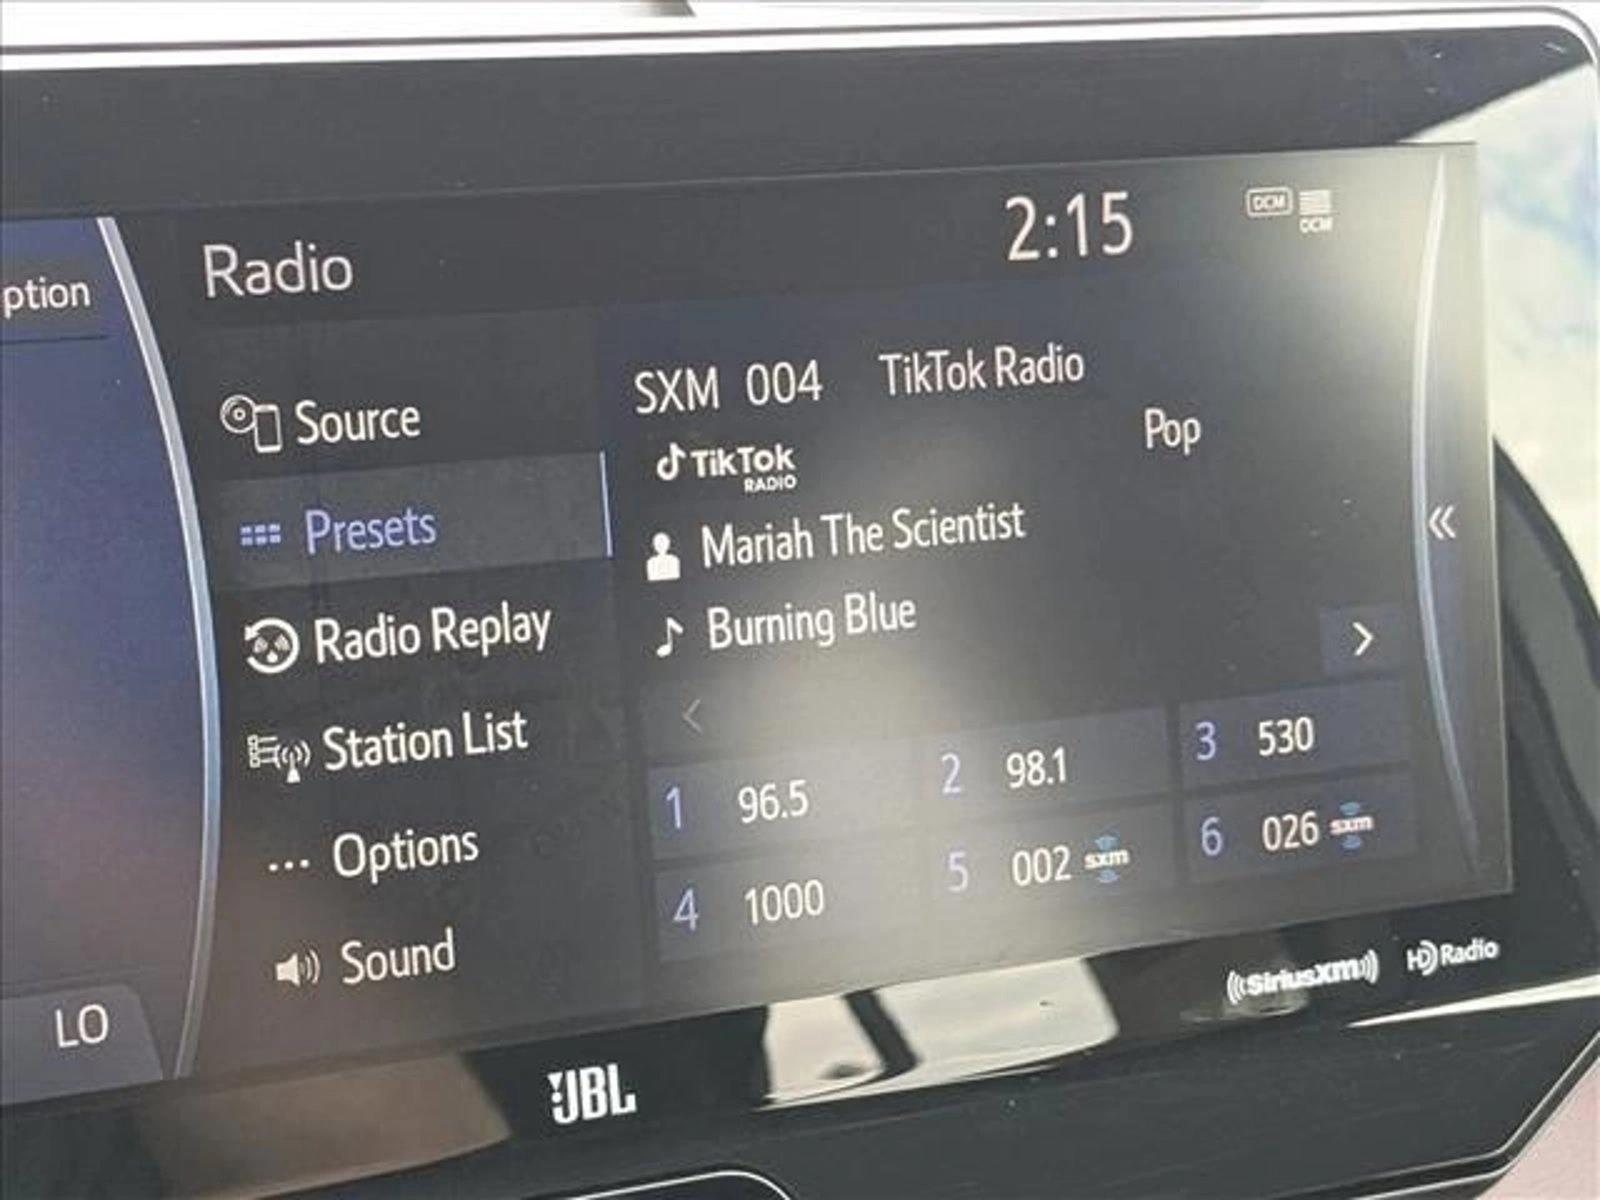 ption
Radio
2:15
DCM
DCM
Source
SXM 004 TikTok Radio
Pop
TikTok
RADIO
Presets
Mariah The Scientist
Radio Replay
Burning Blue
Station List
1 96.5
2 98.1
3 530
Options
4 1000
5 002 sxm
6 026 sxm
Sound
LO
((SiriusXM))
HD Radio
JBL